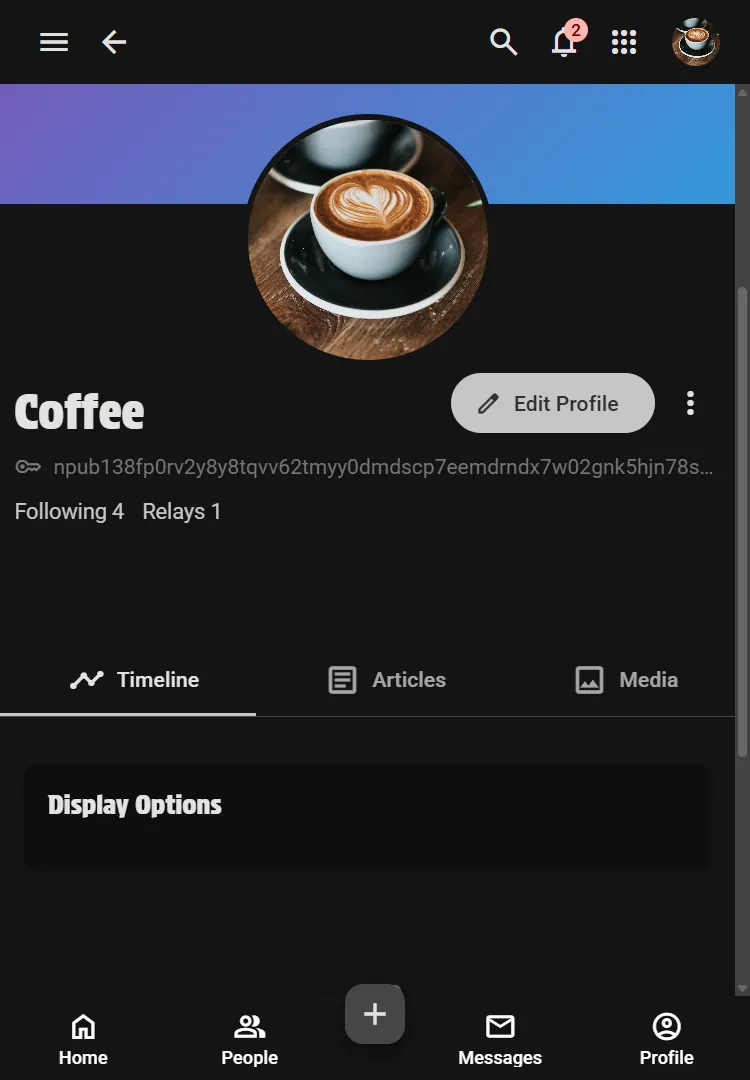 2
Coffee
Edit Profile
npub138fp0rv2y8y8tqvv62tmyy0dmdscp7eemdrndx7w02gnk5hjn78s...
Following 4 Relays 1
Timeline Articles Media
Display Options
Home People Messages Profile